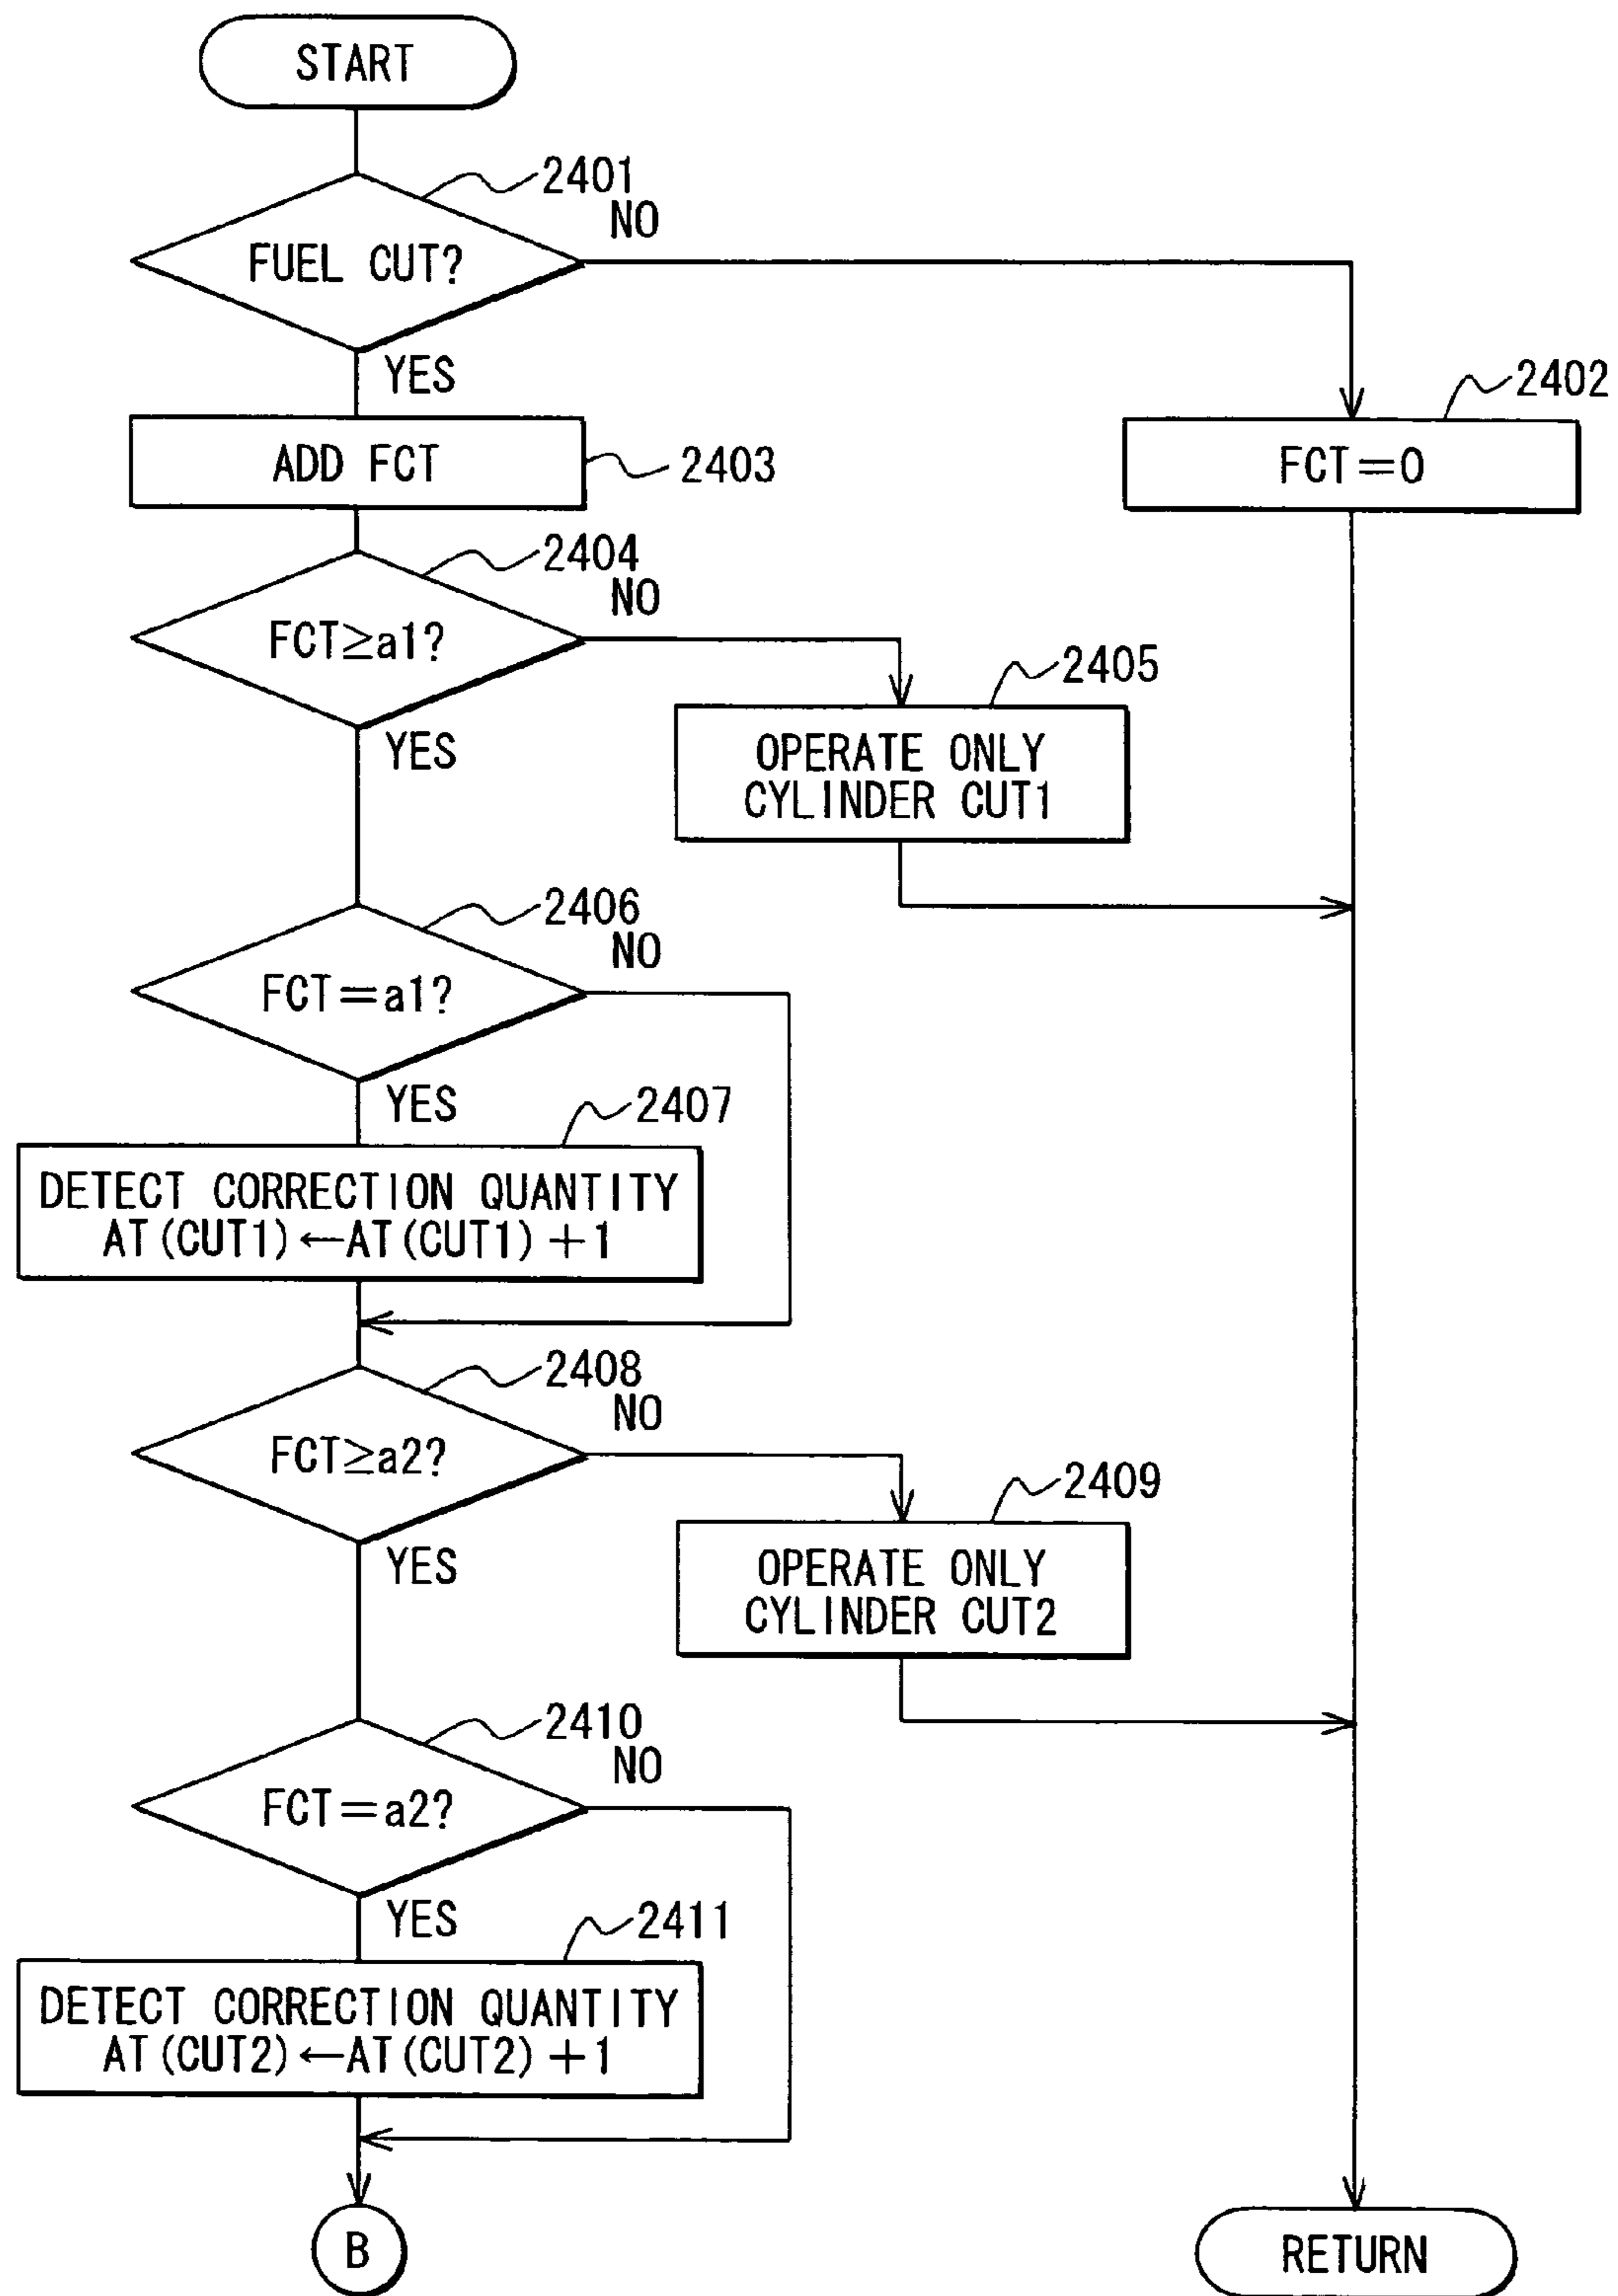 START
2401
NO
FUEL CUT?
YES
2402
ADD FCT
2403
FCT=0
2404
NO
FCT≧a1?
2405
YES
OPERATE ONLY
CYLINDER CUT1
2406
NO
FCT=a1?
YES
2407
DETECT CORRECTION QUANTITY
AT(CUT1)←AT(CUT1)+1
2408
NO
FCT≧a2?
2409
YES
OPERATE ONLY
CYLINDER CUT2
2410
NO
FCT=a2?
YES
2411
DETECT CORRECTION QUANTITY
AT(CUT2)←AT(CUT2)+1
B
RETURN